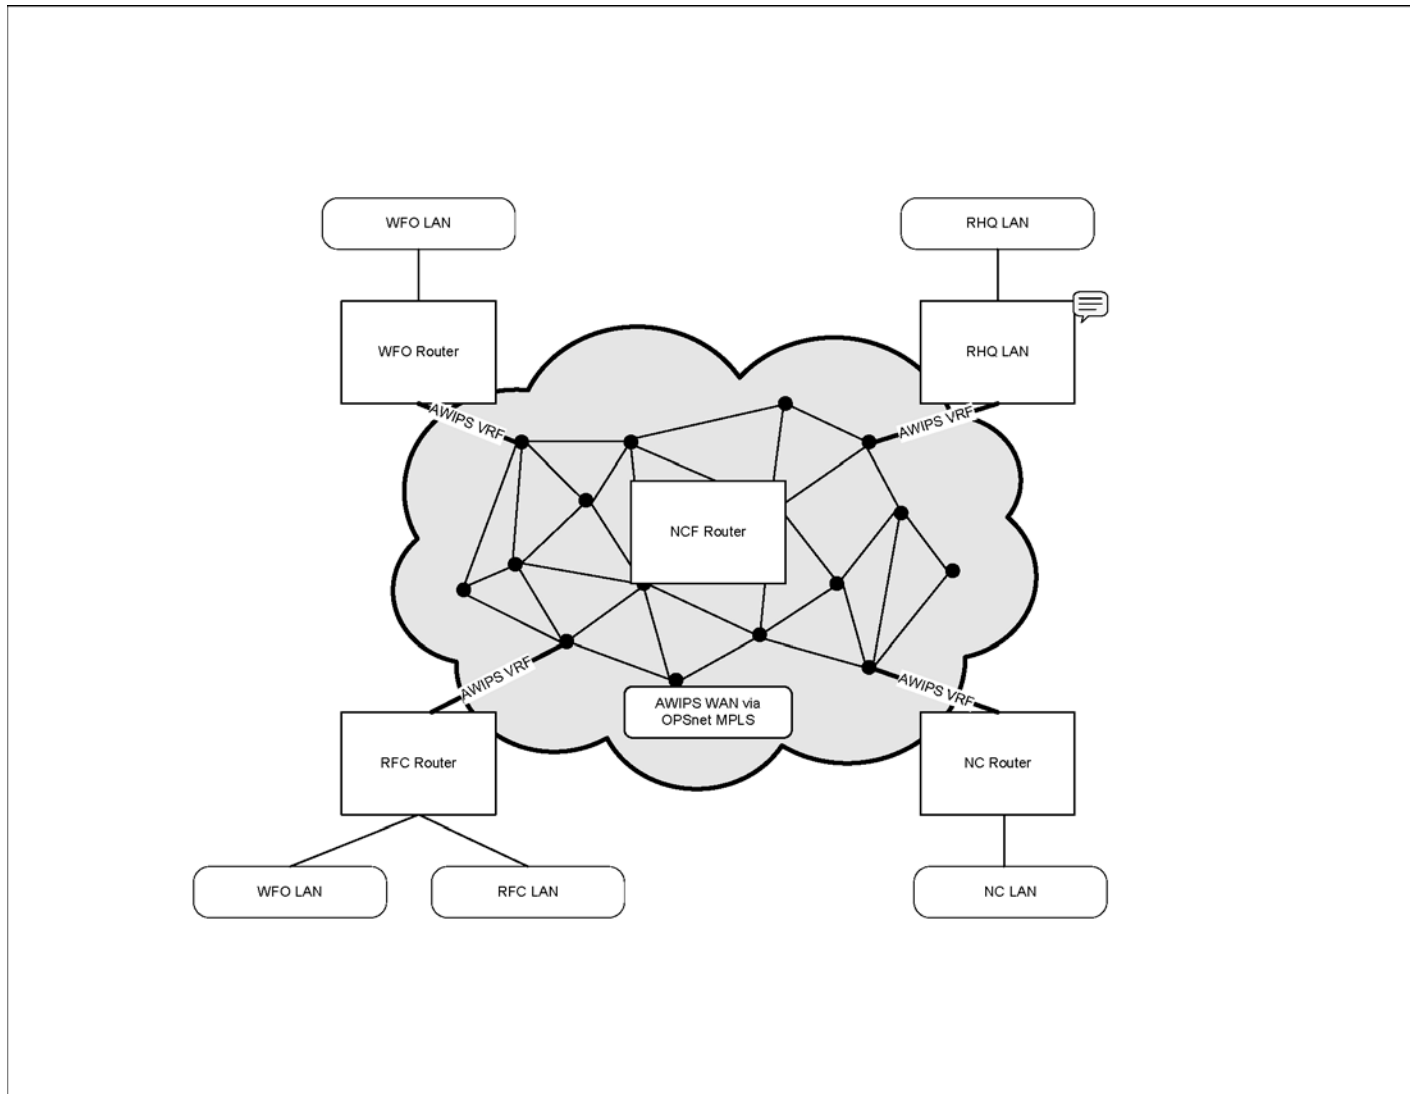 WFO LAN
RHQ LAN
WFO Router
RHQ LAN
AWIPS VRF
AWIPS VRF
NCF Router
AWIPS VRF
AWIPS VRF
AWIPS WAN via
OPSnet MPLS
RFC Router
NC Router
WFO LAN
RFC LAN
NC LAN